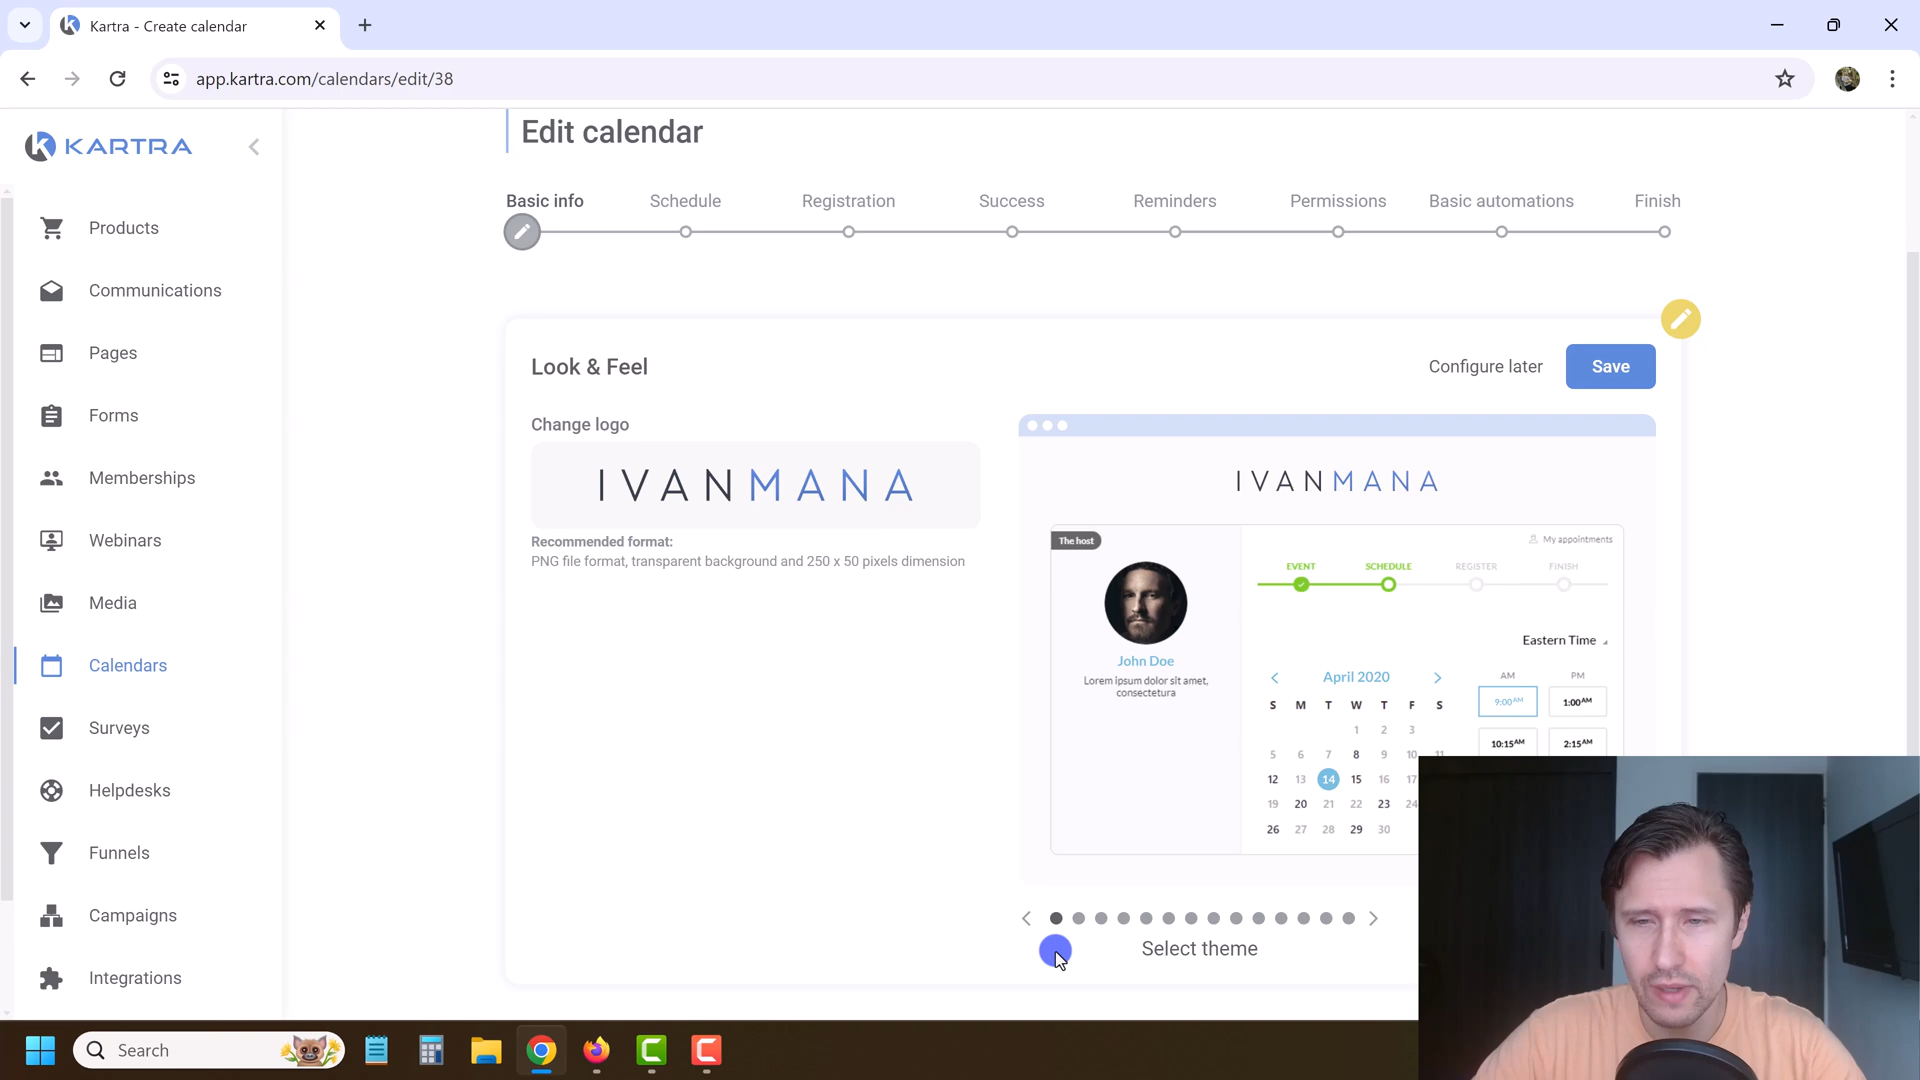 Kartra - Create calendar
app.kartra.com/calendars/edit/38
KARTRA
Products
Communications
Pages
Forms
Memberships
Webinars
Media
Calendars
Surveys
Helpdesks
Funnels
Campaigns
Integrations
Edit calendar
Basic info Schedule Registration Success Reminders Permissions Basic automations Finish
Look & Feel
Configure later Save
Change logo
IVANMANA
Recommended format:
PNG file format, transparent background and 250 x 50 pixels dimension
IVANMANA
The host
John Doe
Lorem ipsum dolor sit amet,
consectetura
My appointments
EVENT SCHEDULE REGISTER FINISH
Eastern Time
April 2020
S M T W T F S
1 2 3
5 6 7 8 9 10 11
12 13 14 15 16 17
19 20 21 22 23 24
26 27 28 29 30
AM PM
9:00AM 1:00AM
10:15AM 2:15AM
Select theme
Search